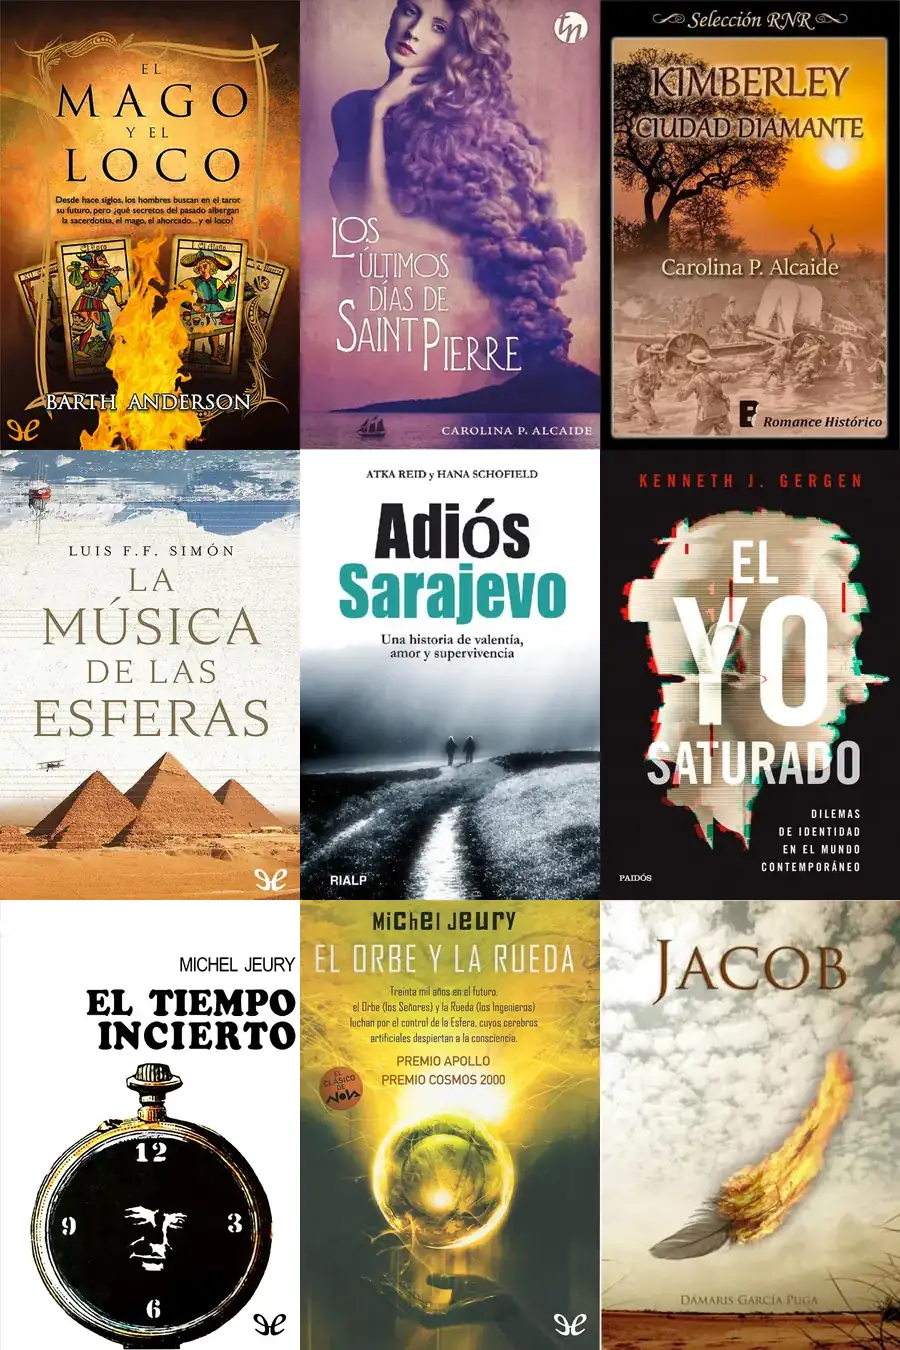 EL
MAGO
Y EL
LOCO
Desde hace siglos, los hombres buscan en el tarot
su futuro, pero ¿qué secretos del pasado albergan
la sacerdotisa, el mago, el ahorcado... y el loco?
BARTH ANDERSON
tn
LOS
ÚLTIMOS
DÍAS DE
SAINT PIERRE
CAROLINA P. ALCAIDE
Selección RNR
KIMBERLEY
CIUDAD DIAMANTE
Carolina P. Alcaide
Romance Histórico
LUIS F.F. SIMÓN
LA
MÚSICA
DE LAS
ESFERAS
ATKA REID y HANA SCHOFIELD
Adiós
Sarajevo
Una historia de valentía,
amor y supervivencia
RIALP
KENNETH J. GERGEN
EL
YO
SATURADO
DILEMAS
DE IDENTIDAD
EN EL MUNDO
CONTEMPORÁNEO
PAIDÓS
MICHEL JEURY
EL TIEMPO
INCIERTO
12
9
3
6
Michel Jeury
EL ORBE Y LA RUEDA
Treinta mil años en el futuro,
el Orbe (los Señores) y la Rueda (los Ingenieros)
luchan por el control de la Esfera, cuyos cerebros
artificiales despiertan a la consciencia.
PREMIO APOLLO
PREMIO COSMOS 2000
EL
CLÁSICO
DE
NOVA
JACOB
DÁMARIS GARCÍA PUGA